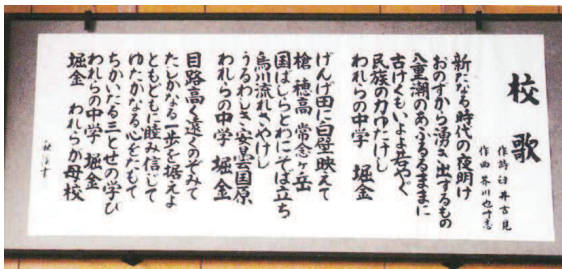 校歌
作詩 臼井吉見
作曲 芥川也寸志
新たなる時代の夜明け
おのずから湧き出ずるもの
八重潮のあふるるままに
古けくもいよよ若やぐ
民族の力ゆたけし
われらの中学 堀金
げんげ田に白壁映えて
槍 穂高 常念ヶ岳
国ばしらとわにそば立ち
烏川流れさやけし
うるわしき安曇国原
われらの中学 堀金
目路高く遠くのぞみて
たしかなる一歩を据えよ
ともどもに睦み信じて
ゆたかなる心をたもて
ちかいたる三とせの学び
われらの中学 堀金
堀金 われらが母校